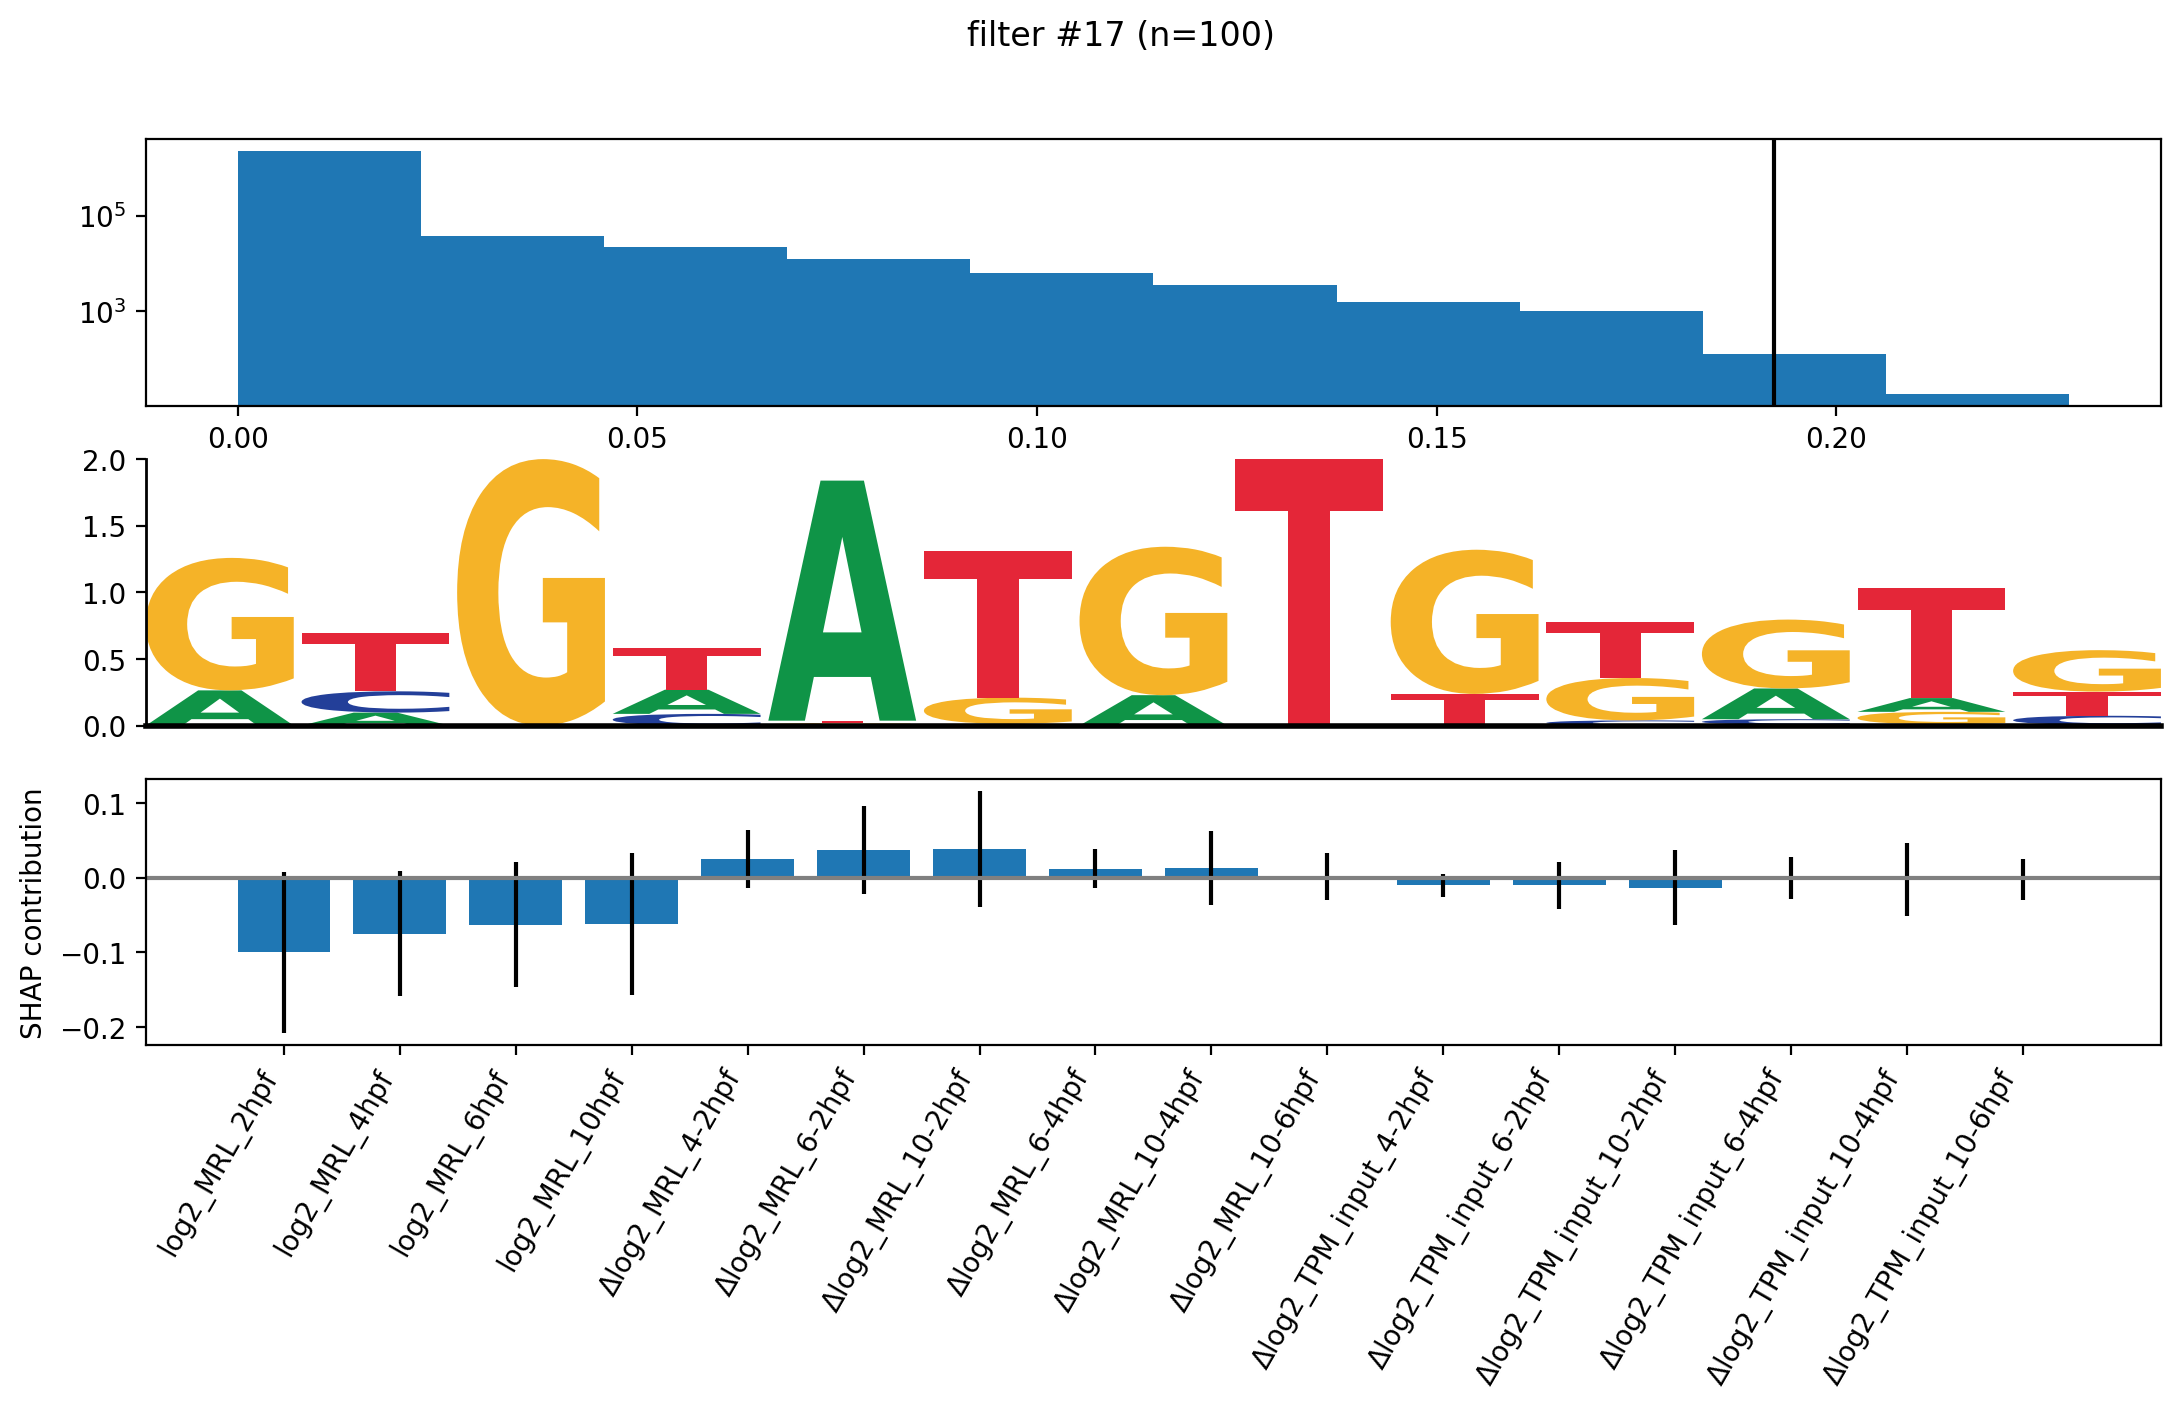 filter #17 (n=100)
10^5
10^3
0.00 0.05 0.10 0.15 0.20
2.0
1.5
1.0
0.5
0.0
G T G T A T G T G T G T G
A C A T G A T G A A T
A C C C G C
SHAP contribution
0.1
0.0
−0.1
−0.2
log2_MRL_2hpf
log2_MRL_4hpf
log2_MRL_6hpf
log2_MRL_10hpf
Δlog2_MRL_4-2hpf
Δlog2_MRL_6-2hpf
Δlog2_MRL_10-2hpf
Δlog2_MRL_6-4hpf
Δlog2_MRL_10-4hpf
Δlog2_MRL_10-6hpf
Δlog2_TPM_input_4-2hpf
Δlog2_TPM_input_6-2hpf
Δlog2_TPM_input_10-2hpf
Δlog2_TPM_input_6-4hpf
Δlog2_TPM_input_10-4hpf
Δlog2_TPM_input_10-6hpf